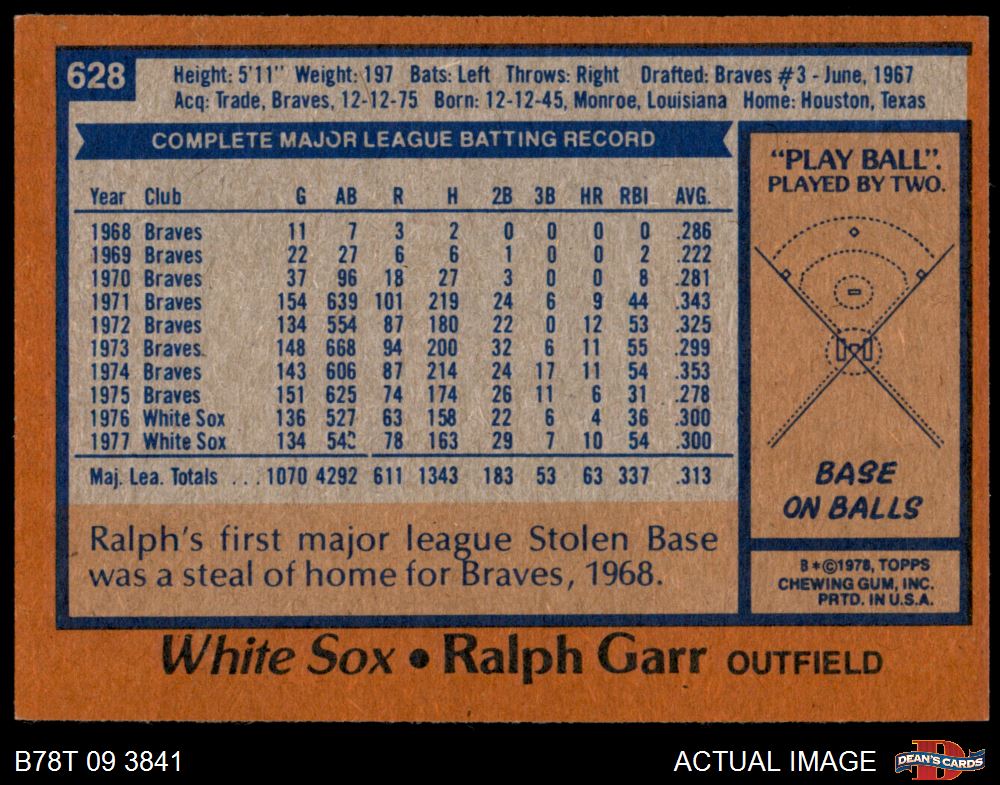 628
Height: 5'11" Weight: 197 Bats: Left Throws: Right Drafted: Braves #3 - June, 1967
Acq: Trade, Braves, 12-12-75 Born: 12-12-45, Monroe, Louisiana Home: Houston, Texas
COMPLETE MAJOR LEAGUE BATTING RECORD
Year Club G AB R H 2B 3B HR RBI AVG.
1968 Braves 11 7 3 2 0 0 0 0 .286
1969 Braves 22 27 6 6 1 0 0 2 .222
1970 Braves 37 96 18 27 3 0 0 8 .281
1971 Braves 154 639 101 219 24 6 9 44 .343
1972 Braves 134 554 87 180 22 0 12 53 .325
1973 Braves 148 668 94 200 32 6 11 55 .299
1974 Braves 143 606 87 214 24 17 11 54 .353
1975 Braves 151 625 74 174 26 11 6 31 .278
1976 White Sox 136 527 63 158 22 6 4 36 .300
1977 White Sox 134 78 163 29 7 10 54 .300
Maj. Lea. Totals ...1070 4292 611 1343 183 53 63 337 .313
Ralph's first major league Stolen Base
was a steal of home for Braves, 1968.
"PLAY BALL".
PLAYED BY TWO.
BASE
ON BALLS
B*©1978, TOPPS
CHEWING GUM, INC.
PRTD. IN U.S.A.
White Sox • Ralph Garr OUTFIELD
B78T 09 3841
ACTUAL IMAGE
DEAN'S CARDS